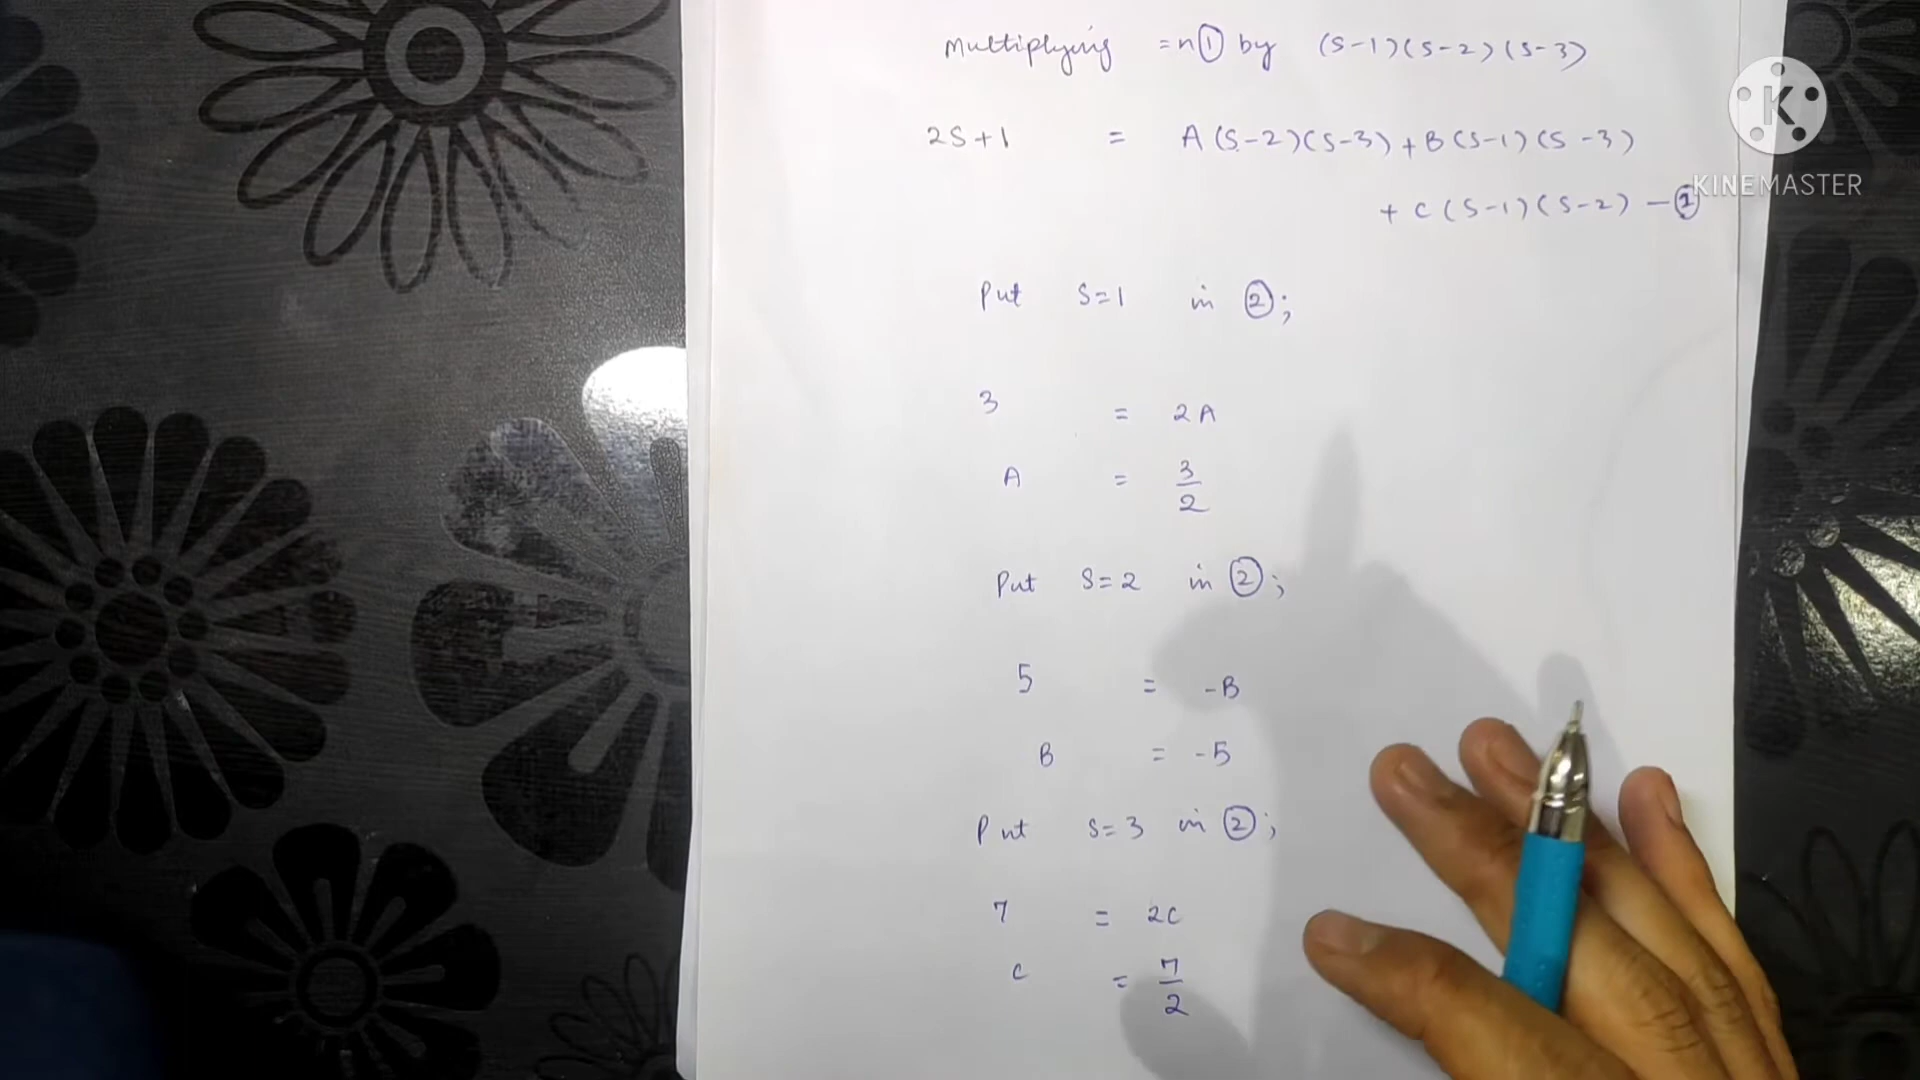 Multiplying =n ① by (S-1)(S-2)(S-3)
2S+1 = A(S-2)(S-3)+B(S-1)(S-3)
+ C(S-1)(S-2) - ②
KINEMASTER
Put S=1 in ②;
3 = 2A
A = 3/2
Put S=2 in ②;
5 = -B
B = -5
Put S=3 in ②;
7 = 2C
C = 7/2